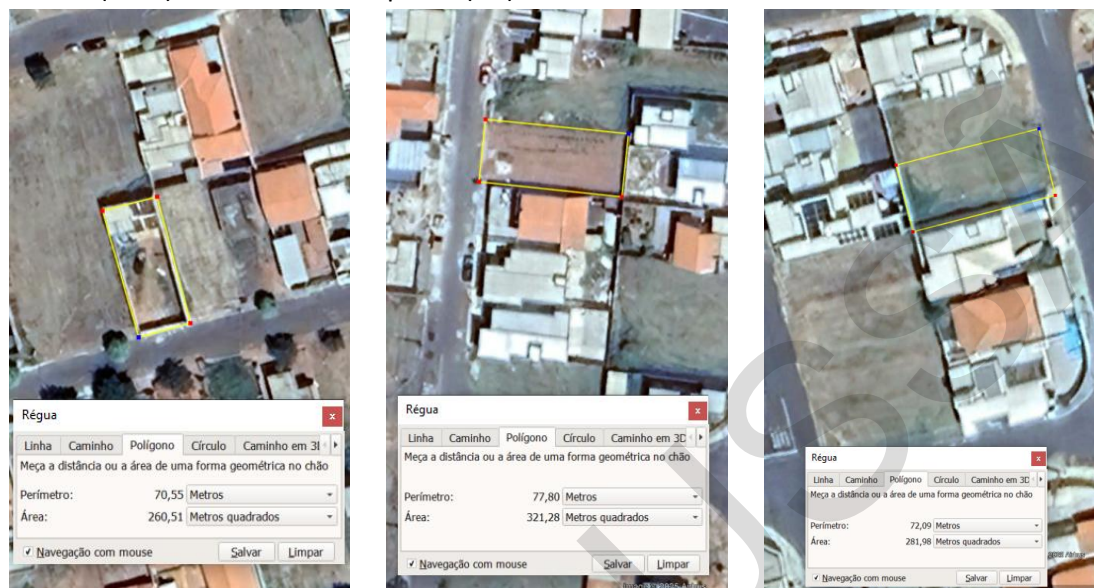 Régua
Linha Caminho Polígono Círculo Caminho em 3I
Meça a distância ou a área de uma forma geométrica no chão
Perímetro: 70,55 Metros
Área: 260,51 Metros quadrados
Navegação com mouse Salvar Limpar
Régua
Linha Caminho Polígono Círculo Caminho em 3D
Meça a distância ou a área de uma forma geométrica no chão
Perímetro: 77,80 Metros
Área: 321,28 Metros quadrados
Navegação com mouse Salvar Limpar
Régua
Linha Caminho Polígono Círculo Caminho em 3D
Meça a distância ou a área de uma forma geométrica no chão
Perímetro: 72,09 Metros
Área: 281,98 Metros quadrados
Navegação com mouse Salvar Limpar